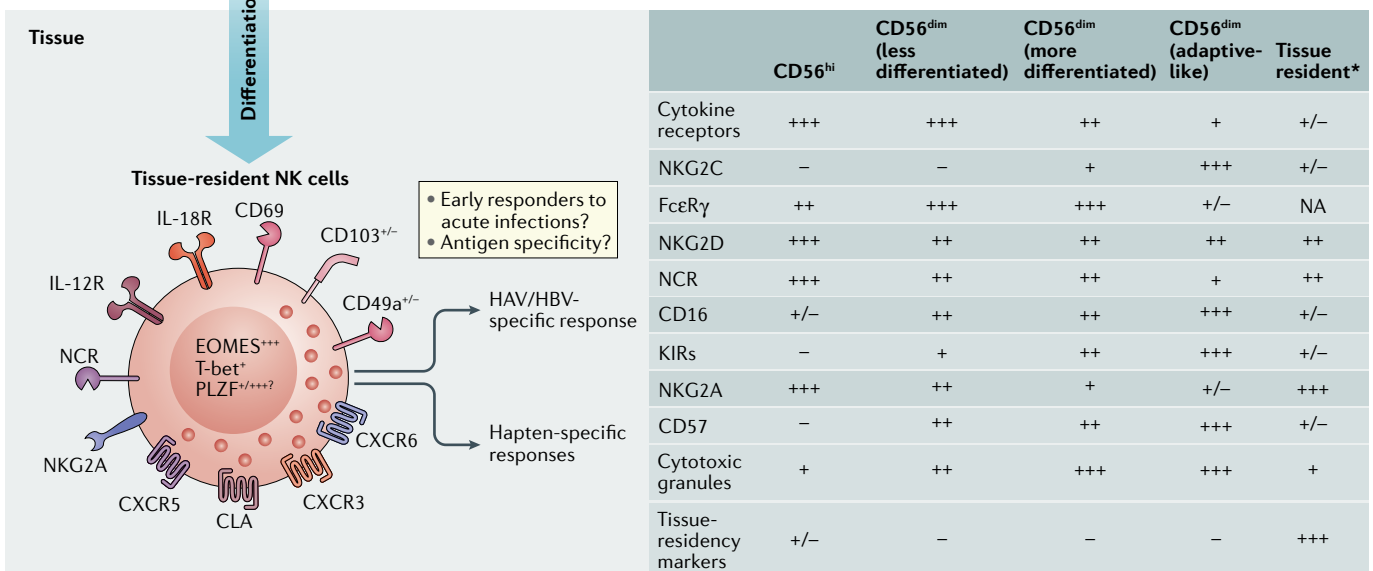 Differentiation
Tissue
Tissue-resident NK cells
IL-18R
CD69
CD103+/–
IL-12R
CD49a+/–
NCR
EOMES+++
T-bet+
PLZF+/+++?
NKG2A
CXCR5
CLA
CXCR3
CXCR6
• Early responders to
acute infections?
• Antigen specificity?
HAV/HBV-
specific response
Hapten-specific
responses
CD56hi
CD56dim
(less
differentiated)
CD56dim
(more
differentiated)
CD56dim
(adaptive-
like)
Tissue
resident*
Cytokine
receptors
+++ +++ ++ + +/–
NKG2C – – + +++ +/–
FcεRγ ++ +++ +++ +/– NA
NKG2D +++ ++ ++ ++ ++
NCR +++ ++ ++ + ++
CD16 +/– ++ ++ +++ +/–
KIRs – + ++ +++ +/–
NKG2A +++ ++ + +/– +++
CD57 – ++ ++ +++ +/–
Cytotoxic
granules
+ ++ +++ +++ +
Tissue-
residency
markers
+/– – – – +++